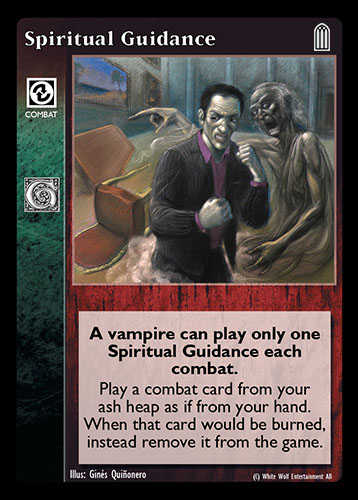 Spiritual Guidance
COMBAT
A vampire can play only one
Spiritual Guidance each
combat.
Play a combat card from your
ash heap as if from your hand.
When that card would be burned,
instead remove it from the game.
Illus: Ginés Quiñonero
(C) White Wolf Entertainment AB